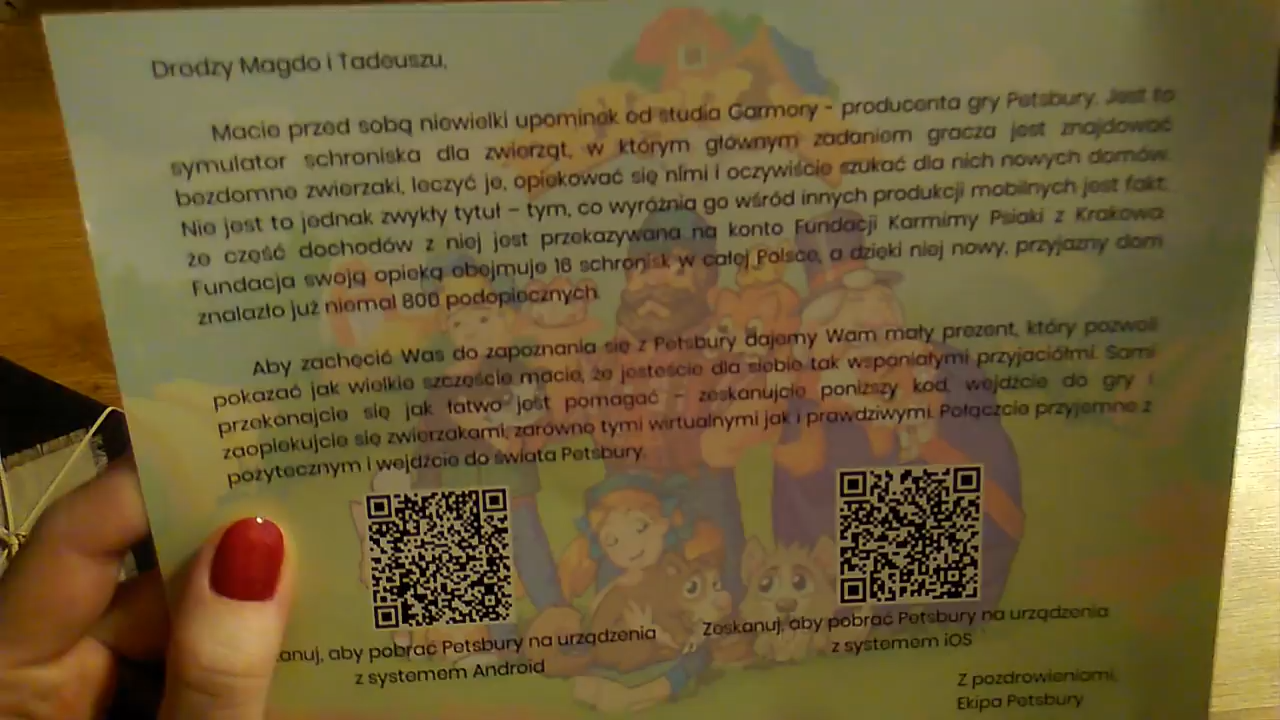 Drodzy Magdo i Tadeuszu,
Macie przed sobą niewielki upominek od studia Garmory - producenta gry Petsbury. Jest to
symulator schroniska dla zwierząt, w którym głównym zadaniem gracza jest znajdować
bezdomne zwierzaki, leczyć je, opiekować się nimi i oczywiście szukać dla nich nowych domów.
Nie jest to jednak zwykły tytuł – tym, co wyróżnia go wśród innych produkcji mobilnych jest fakt,
że część dochodów z niej jest przekazywana na konto Fundacji Karmimy Psiaki z Krakowa.
Fundacja swoją opieką obejmuje 16 schronisk w całej Polsce, a dzięki niej nowy, przyjazny dom
znalazło już niemal 800 podopiecznych.
Aby zachęcić Was do zapoznania się z Petsbury dajemy Wam mały prezent, który pozwoli
pokazać jak wielkie szczęście macie, że jesteście dla siebie tak wspaniałymi przyjaciółmi. Sami
przekonajcie się jak łatwo jest pomagać – zeskanujcie poniższy kod, wejdźcie do gry i
zaopiekujcie się zwierzakami, zarówno tymi wirtualnymi jak i prawdziwymi. Połączcie przyjemne z
pożytecznym i wejdźcie do świata Petsbury.
anuj, aby pobrać Petsbury na urządzenia
z systemem Android
Zeskanuj, aby pobrać Petsbury na urządzenia
z systemem iOS
Z pozdrowieniami,
Ekipa Petsbury